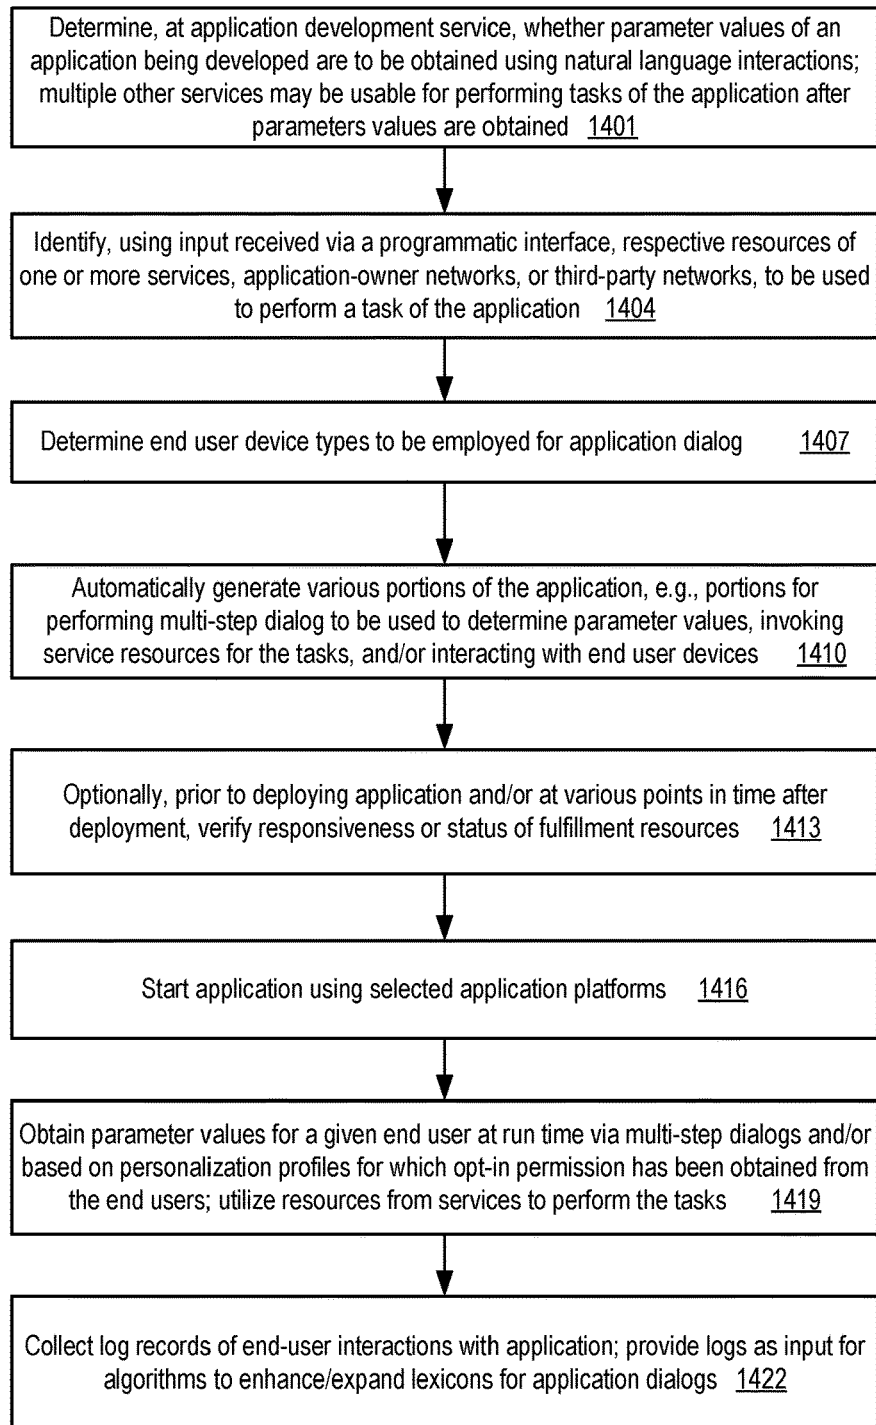 Determine, at application development service, whether parameter values of an
application being developed are to be obtained using natural language interactions;
multiple other services may be usable for performing tasks of the application after
parameters values are obtained 1401
Identify, using input received via a programmatic interface, respective resources of
one or more services, application-owner networks, or third-party networks, to be used
to perform a task of the application 1404
Determine end user device types to be employed for application dialog 1407
Automatically generate various portions of the application, e.g., portions for
performing multi-step dialog to be used to determine parameter values, invoking
service resources for the tasks, and/or interacting with end user devices 1410
Optionally, prior to deploying application and/or at various points in time after
deployment, verify responsiveness or status of fulfillment resources 1413
Start application using selected application platforms 1416
Obtain parameter values for a given end user at run time via multi-step dialogs and/or
based on personalization profiles for which opt-in permission has been obtained from
the end users; utilize resources from services to perform the tasks 1419
Collect log records of end-user interactions with application; provide logs as input for
algorithms to enhance/expand lexicons for application dialogs 1422